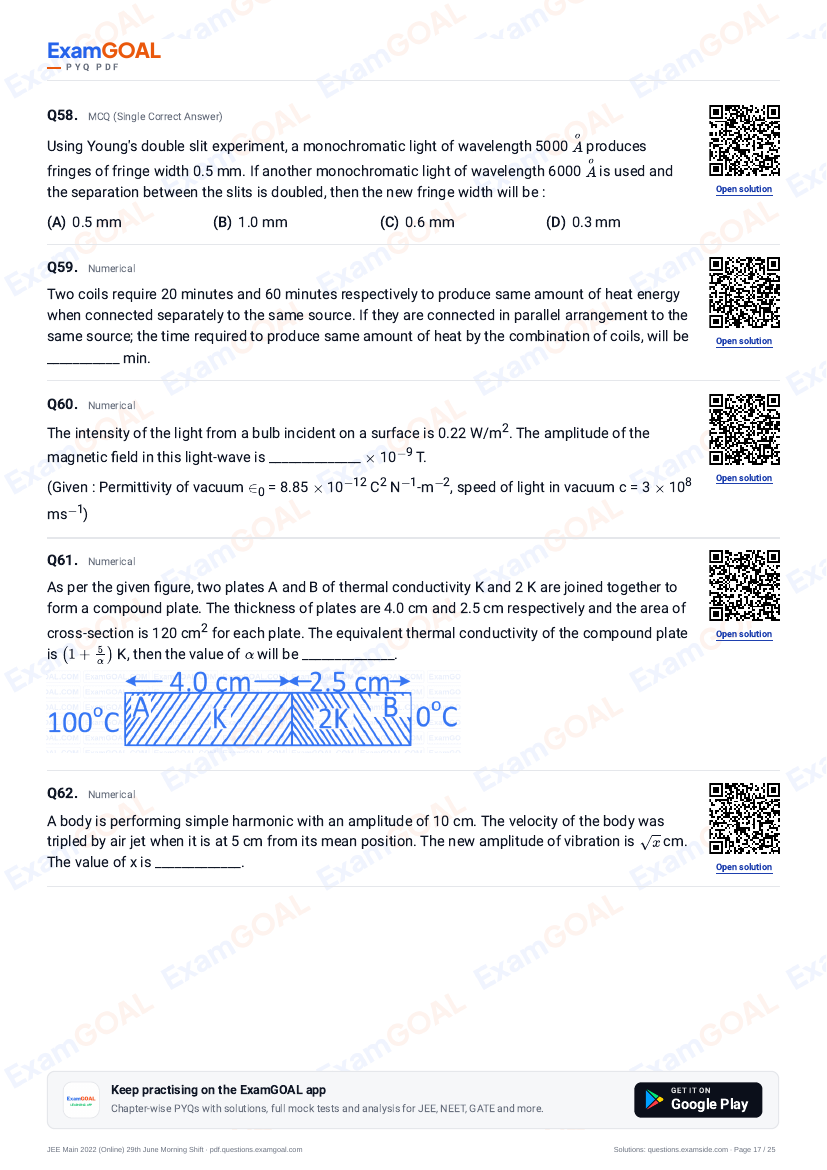 ExamGOAL
PYQ PDF
Q58. MCQ (Single Correct Answer)
Using Young's double slit experiment, a monochromatic light of wavelength 5000 $\overset{o}{A}$ produces
fringes of fringe width 0.5 mm. If another monochromatic light of wavelength 6000 $\overset{o}{A}$ is used and
the separation between the slits is doubled, then the new fringe width will be :
(A) 0.5 mm (B) 1.0 mm (C) 0.6 mm (D) 0.3 mm
Open solution
Q59. Numerical
Two coils require 20 minutes and 60 minutes respectively to produce same amount of heat energy
when connected separately to the same source. If they are connected in parallel arrangement to the
same source; the time required to produce same amount of heat by the combination of coils, will be
___________ min.
Open solution
Q60. Numerical
The intensity of the light from a bulb incident on a surface is 0.22 W/m². The amplitude of the
magnetic field in this light-wave is ______________ × 10⁻⁹ T.
(Given : Permittivity of vacuum ∈₀ = 8.85 × 10⁻¹² C² N⁻¹-m⁻², speed of light in vacuum c = 3 × 10⁸
ms⁻¹)
Open solution
Q61. Numerical
As per the given figure, two plates A and B of thermal conductivity K and 2 K are joined together to
form a compound plate. The thickness of plates are 4.0 cm and 2.5 cm respectively and the area of
cross-section is 120 cm² for each plate. The equivalent thermal conductivity of the compound plate
is $\left(1 + \frac{5}{\alpha}\right)$ K, then the value of α will be ______________.
Open solution
4.0 cm 2.5 cm
A B
100°C K 2K 0°C
Q62. Numerical
A body is performing simple harmonic with an amplitude of 10 cm. The velocity of the body was
tripled by air jet when it is at 5 cm from its mean position. The new amplitude of vibration is $\sqrt{x}$ cm.
The value of x is _____________.
Open solution
Keep practising on the ExamGOAL app
Chapter-wise PYQs with solutions, full mock tests and analysis for JEE, NEET, GATE and more.
GET IT ON
Google Play
JEE Main 2022 (Online) 29th June Morning Shift · pdf.questions.examgoal.com
Solutions: questions.examside.com · Page 17 / 25